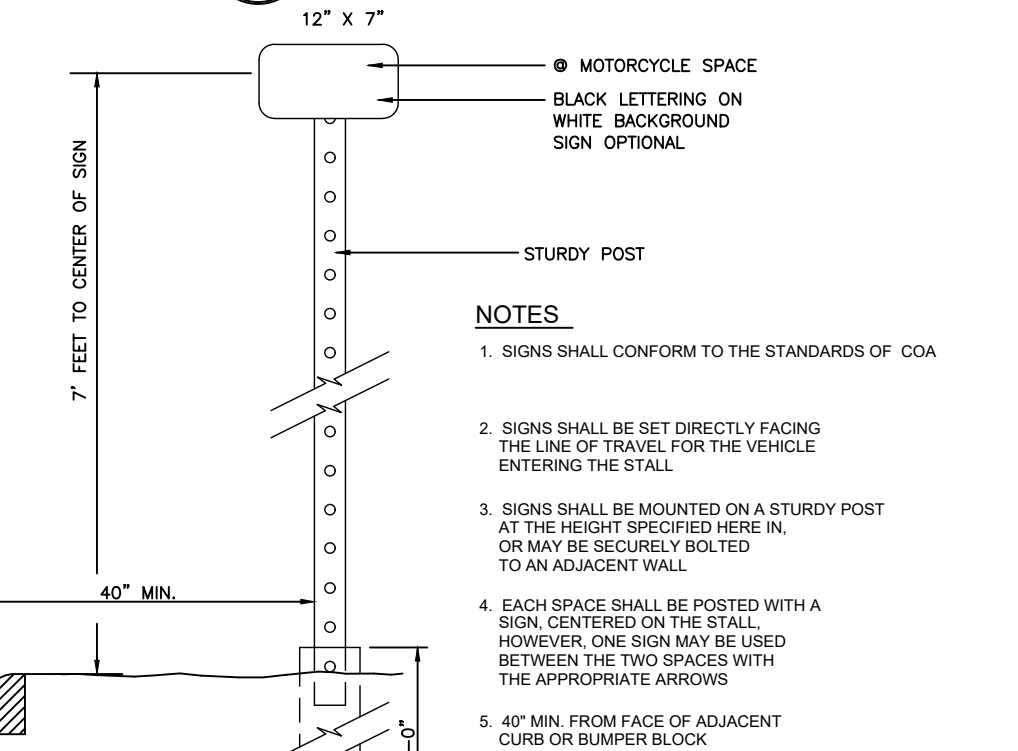 12" X 7"
@ MOTORCYCLE SPACE
BLACK LETTERING ON
WHITE BACKGROUND
SIGN OPTIONAL
7' FEET TO CENTER OF SIGN
STURDY POST
NOTES
1. SIGNS SHALL CONFORM TO THE STANDARDS OF COA
2. SIGNS SHALL BE SET DIRECTLY FACING
THE LINE OF TRAVEL FOR THE VEHICLE
ENTERING THE STALL
3. SIGNS SHALL BE MOUNTED ON A STURDY POST
AT THE HEIGHT SPECIFIED HERE IN,
OR MAY BE SECURELY BOLTED
TO AN ADJACENT WALL
40" MIN.
4. EACH SPACE SHALL BE POSTED WITH A
SIGN, CENTERED ON THE STALL,
HOWEVER, ONE SIGN MAY BE USED
BETWEEN THE TWO SPACES WITH
THE APPROPRIATE ARROWS
5. 40" MIN. FROM FACE OF ADJACENT
CURB OR BUMPER BLOCK